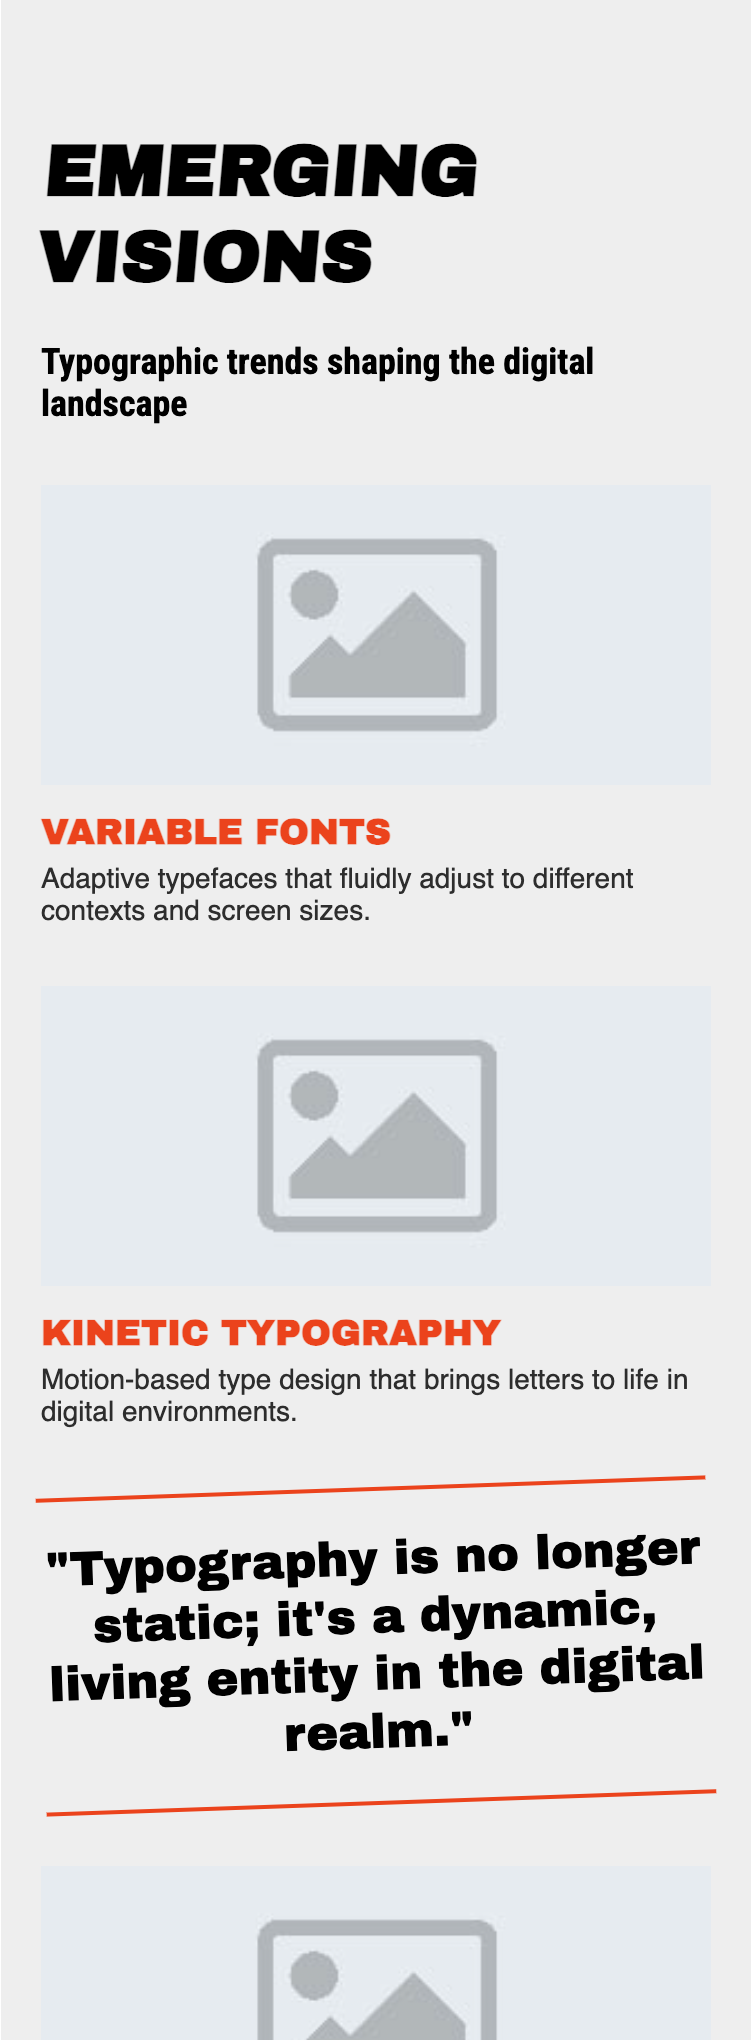 EMERGING
VISIONS
Typographic trends shaping the digital
landscape
VARIABLE FONTS
Adaptive typefaces that fluidly adjust to different
contexts and screen sizes.
KINETIC TYPOGRAPHY
Motion-based type design that brings letters to life in
digital environments.
"Typography is no longer
static; it's a dynamic,
living entity in the digital
realm."